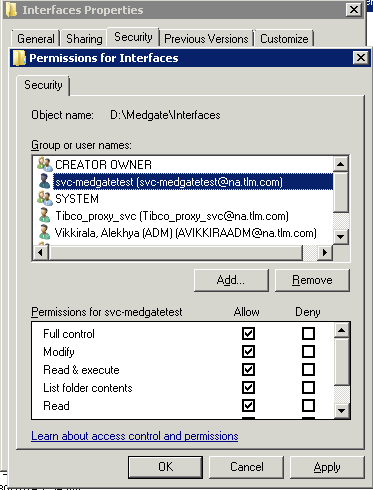 Interfaces Properties
General
Sharing
Security
Previous Versions
Customize
Permissions for Interfaces
Security
Object name: D:\Medgate\Interfaces
Group or user names:
CREATOR OWNER
svc-medgatetest (svc-medgatetest@na.tlm.com)
SYSTEM
Tibco_proxy_svc (Tibco_proxy_svc@na.tlm.com)
Vikkirala, Alekhya (ADM) (AVIKKIRAADM@na.tlm.com)
Add...
Remove
Permissions for svc-medgatetest Allow Deny
Full control
Modify
Read & execute
List folder contents
Read
Learn about access control and permissions
OK
Cancel
Apply